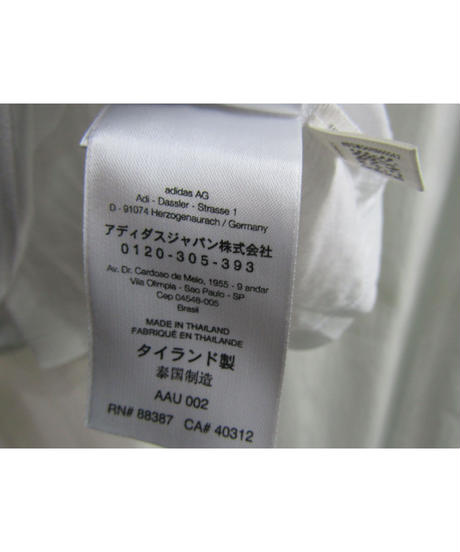 adidas AG
Adi - Dassler - Strasse 1
D - 91074 Herzogenaurach / Germany
アディダスジャパン株式会社
0120-305-393
Av. Dr. Cardoso de Melo, 1955 - 9 andar
Vila Olimpia - Sao Paulo - SP
Cep 04548-005
Brasil
MADE IN THAILAND
FABRIQUÉ EN THAILANDE
タイランド製
泰国制造
AAU 002
RN# 88387 CA# 40312